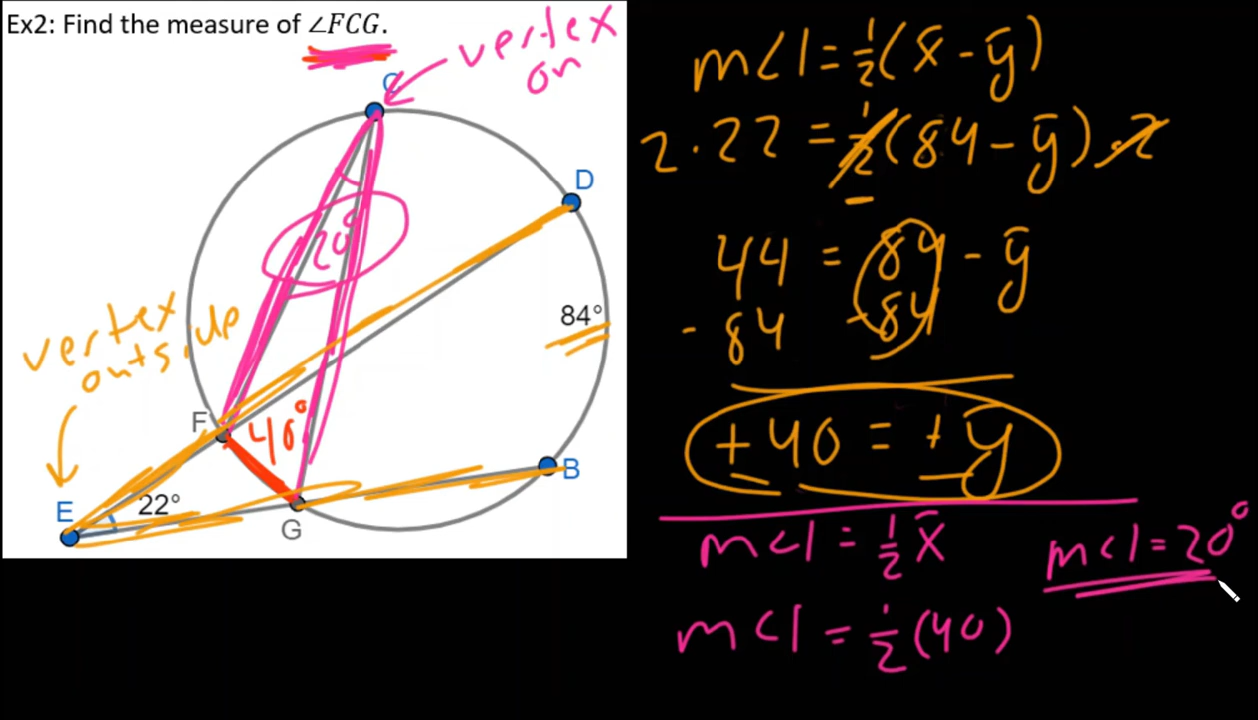 Ex2: Find the measure of ∠FCG.
vertex
on
C
D
20°
84°
vertex
outside
F
40°
E
22°
G
B
m<1 = 1/2(x̄ - ȳ)
2·22 = 1/2(84 - ȳ)·2
44 = 84 - ȳ
- 84 - 84
+40 = +y
m<1 = 1/2 x̄
m<1 = 20°
m<1 = 1/2(40)